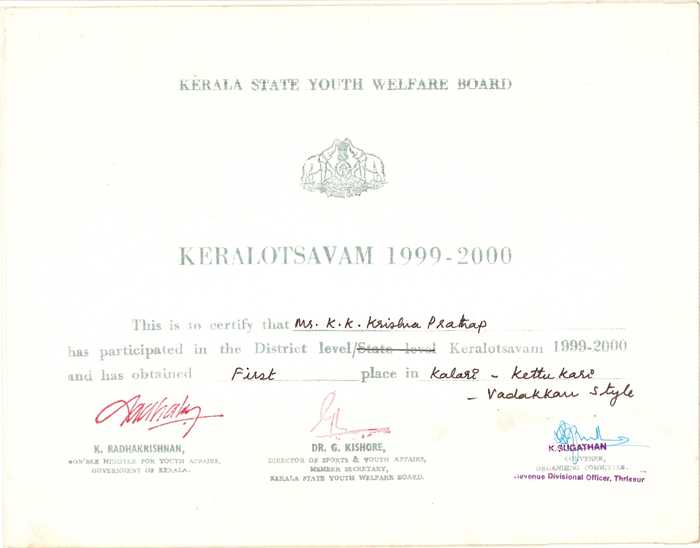 KERALA STATE YOUTH WELFARE BOARD
KERALOTSAVAM 1999-2000
This is to certify that Mr. K.K. Krishna Prathap
has participated in the District level/State level Keralotsavam 1999-2000
and has obtained First place in Kalari - Kettukari
- Vadakkan Style
K. RADHAKRISHNAN,
HON'BLE MINISTER FOR YOUTH AFFAIRS,
GOVERNMENT OF KERALA.
DR. G. KISHORE,
DIRECTOR OF SPORTS & YOUTH AFFAIRS,
MEMBER SECRETARY,
KERALA STATE YOUTH WELFARE BOARD.
K.SUGATHAN
CONVENER,
ORGANISING COMMITTEE.
Revenue Divisional Officer, Thrissur